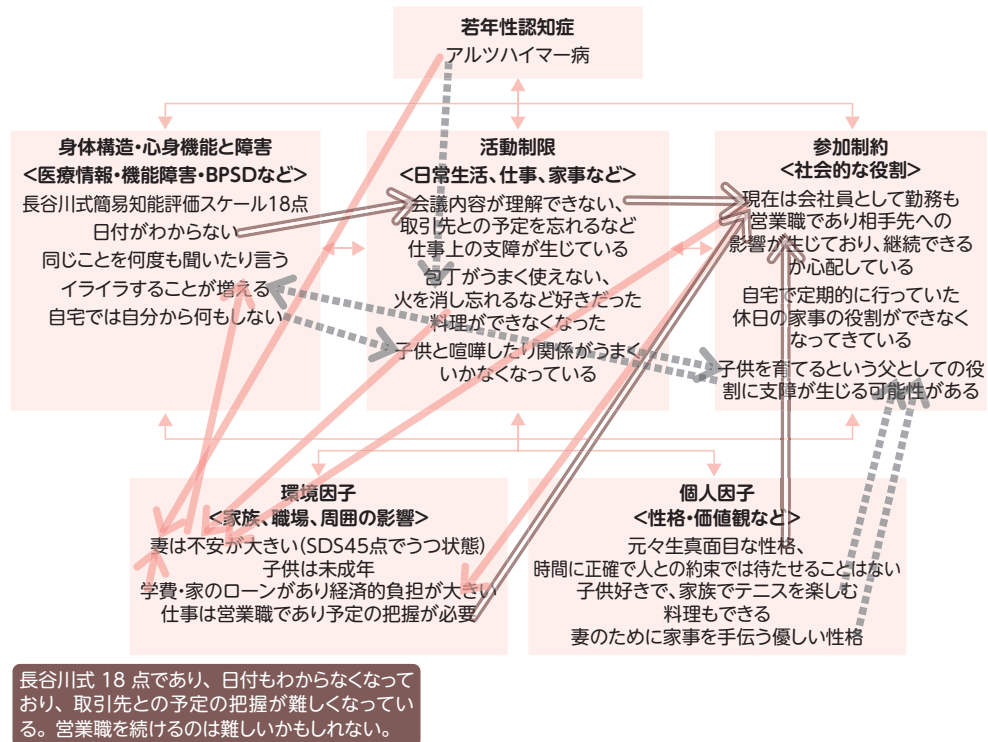 若年性認知症
アルツハイマー病
身体構造・心身機能と障害
<医療情報・機能障害・BPSDなど>
長谷川式簡易知能評価スケール18点
日付がわからない
同じことを何度も聞いたり言う
イライラすることが増える
自宅では自分から何もしない
活動制限
<日常生活、仕事、家事など>
会議内容が理解できない、
取引先との予定を忘れるなど
仕事上の支障が生じている
包丁がうまく使えない、
火を消し忘れるなど好きだった
料理ができなくなった
子供と喧嘩したり関係がうまく
いかなくなっている
参加制約
<社会的な役割>
現在は会社員として勤務も
営業職であり相手先への
影響が生じており、継続できる
か心配している
自宅で定期的に行っていた
休日の家事の役割ができなく
なってきている
子供を育てるという父としての役
割に支障が生じる可能性がある
環境因子
<家族、職場、周囲の影響>
妻は不安が大きい(SDS45点でうつ状態)
子供は未成年
学費・家のローンがあり経済的負担が大きい
仕事は営業職であり予定の把握が必要
個人因子
<性格・価値観など>
元々生真面目な性格、
時間に正確で人との約束では待たせることはない
子供好きで、家族でテニスを楽しむ
料理もできる
妻のために家事を手伝う優しい性格
長谷川式 18 点であり、日付もわからなくなって
おり、取引先との予定の把握が難しくなってい
る。営業職を続けるのは難しいかもしれない。